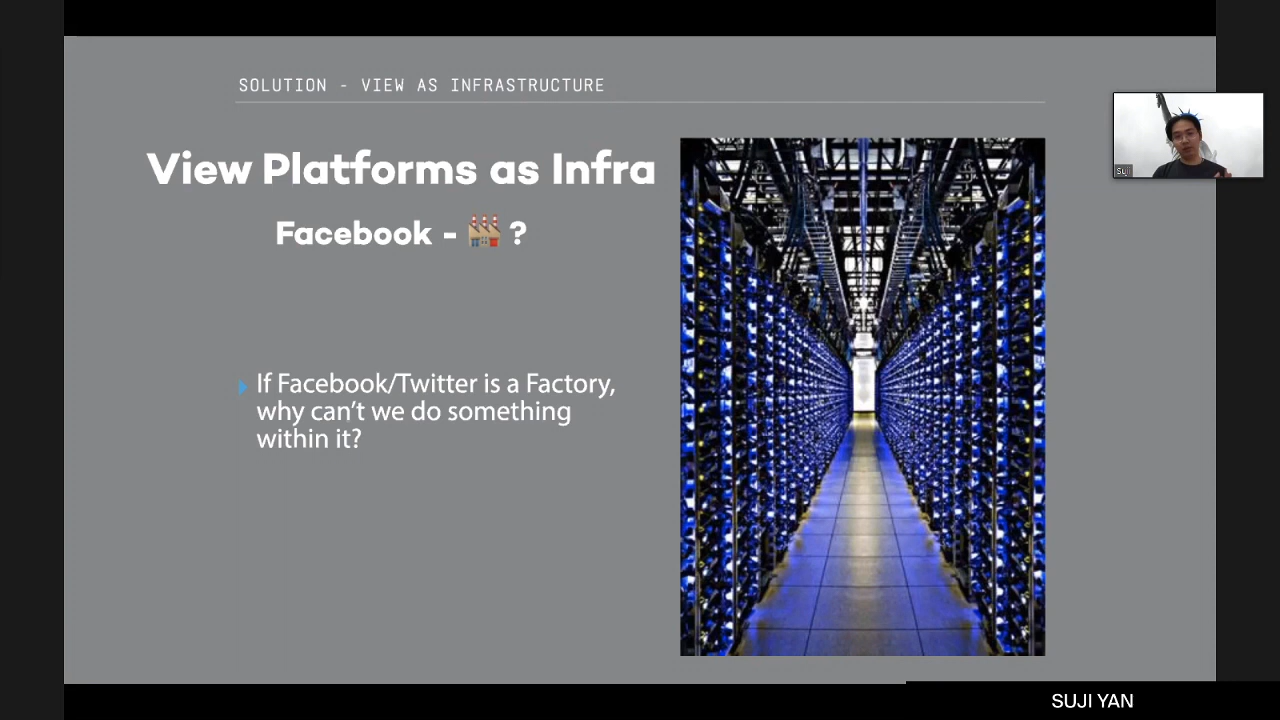 SOLUTION - VIEW AS INFRASTRUCTURE
View Platforms as Infra
Facebook - 🏭 ?
If Facebook/Twitter is a Factory,
why can't we do something
within it?
Suji
SUJI YAN